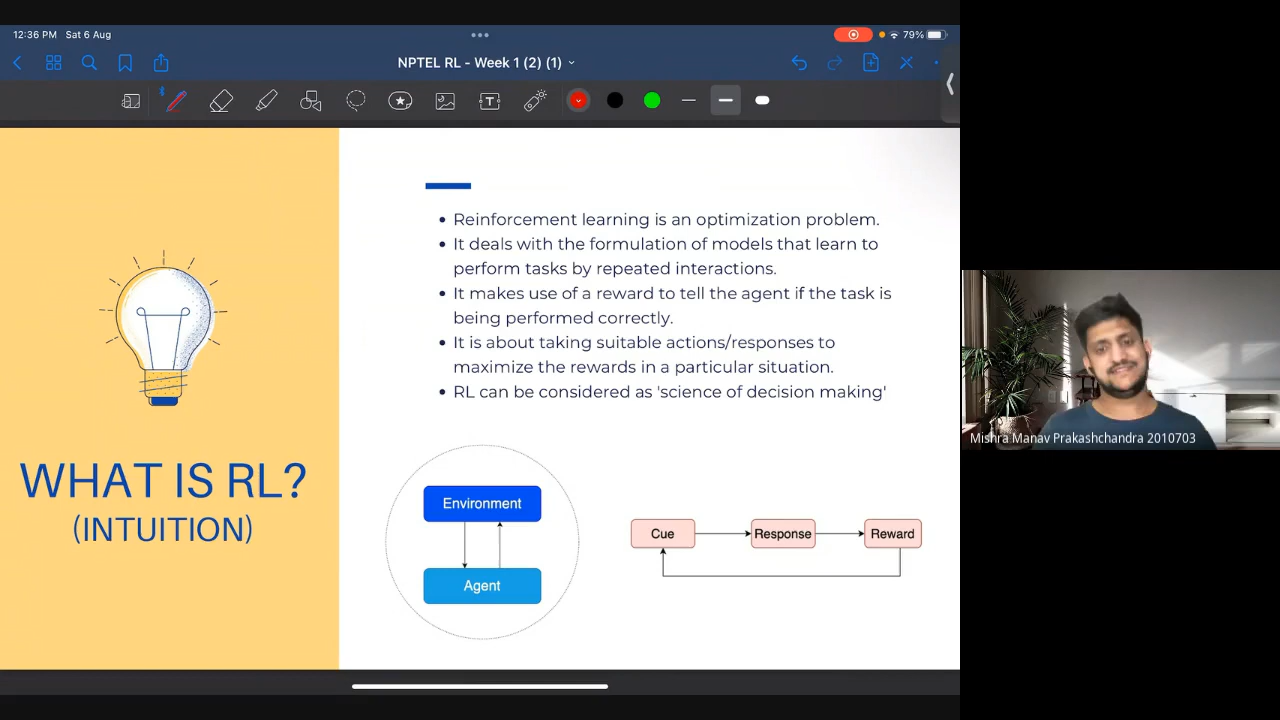 12:36 PM Sat 6 Aug
79%
NPTEL RL - Week 1 (2) (1)
T
Reinforcement learning is an optimization problem.
It deals with the formulation of models that learn to
perform tasks by repeated interactions.
It makes use of a reward to tell the agent if the task is
being performed correctly.
It is about taking suitable actions/responses to
maximize the rewards in a particular situation.
RL can be considered as 'science of decision making'
WHAT IS RL?
(INTUITION)
Environment
Agent
Cue
Response
Reward
Mishra Manav Prakashchandra 2010703